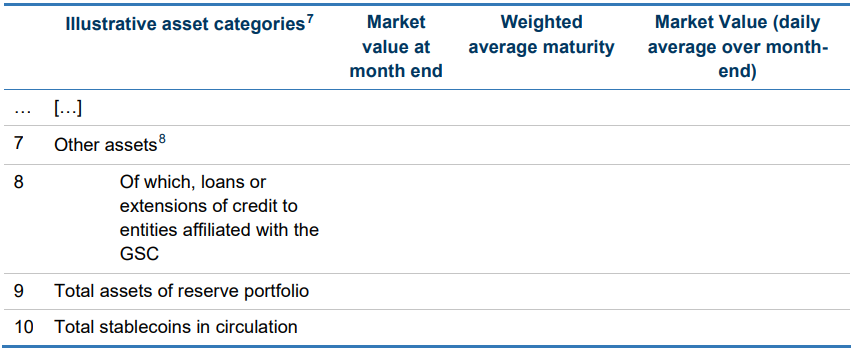 Illustrative asset categories7 Market value at month end Weighted average maturity Market Value (daily average over month-end)
… […]
7 Other assets8
8 Of which, loans or
extensions of credit to
entities affiliated with the
GSC
9 Total assets of reserve portfolio
10 Total stablecoins in circulation